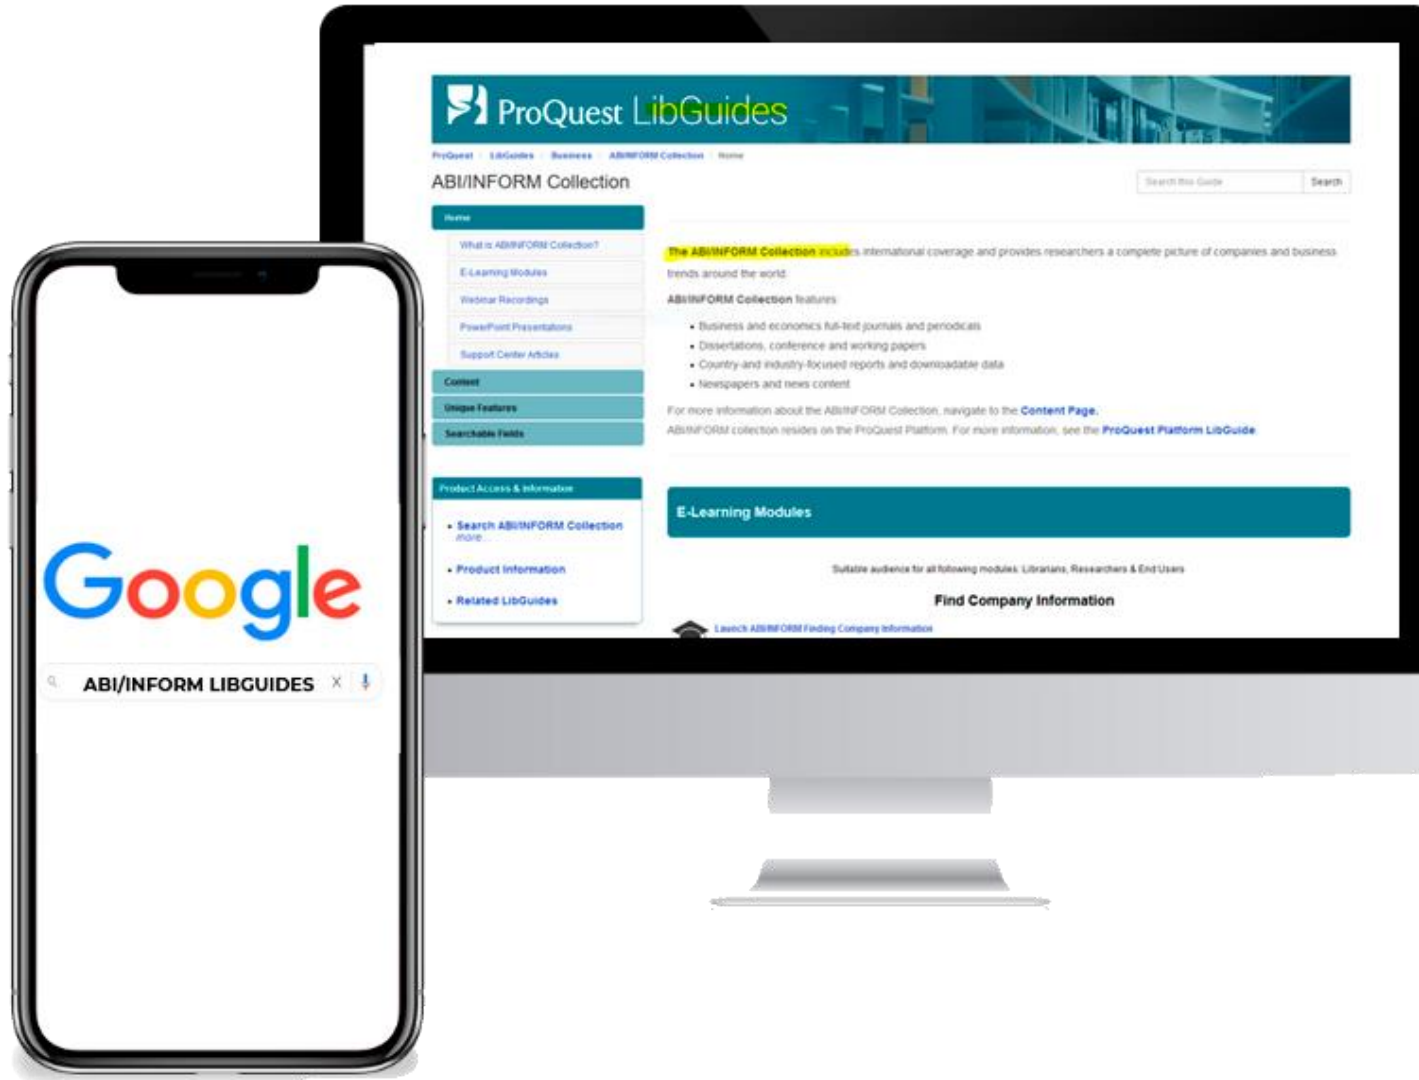 ProQuest LibGuides
ProQuest LibGuides Business ABI/INFORM Collection Home
ABI/INFORM Collection
Search this Guide
Search
Home
What is ABI/INFORM Collection?
E-Learning Modules
Webinar Recordings
PowerPoint Presentations
Support Center Articles
Content
Unique Features
Searchable Fields
Product Access & Information
• Search ABI/INFORM Collection
more...
• Product Information
• Related LibGuides
The ABI/INFORM Collection includes international coverage and provides researchers a complete picture of companies and business
trends around the world.
ABI/INFORM Collection features
• Business and economics full-text journals and periodicals
• Dissertations, conference and working papers
• Country-and industry-focused reports and downloadable data
• Newspapers and news content
For more information about the ABI/INFORM Collection, navigate to the Content Page.
ABI/INFORM collection resides on the ProQuest Platform. For more information, see the ProQuest Platform LibGuide.
E-Learning Modules
Suitable audience for all following modules: Librarians, Researchers & End Users
Find Company Information
Launch ABI/INFORM Finding Company Information
Google
ABI/INFORM LIBGUIDES X